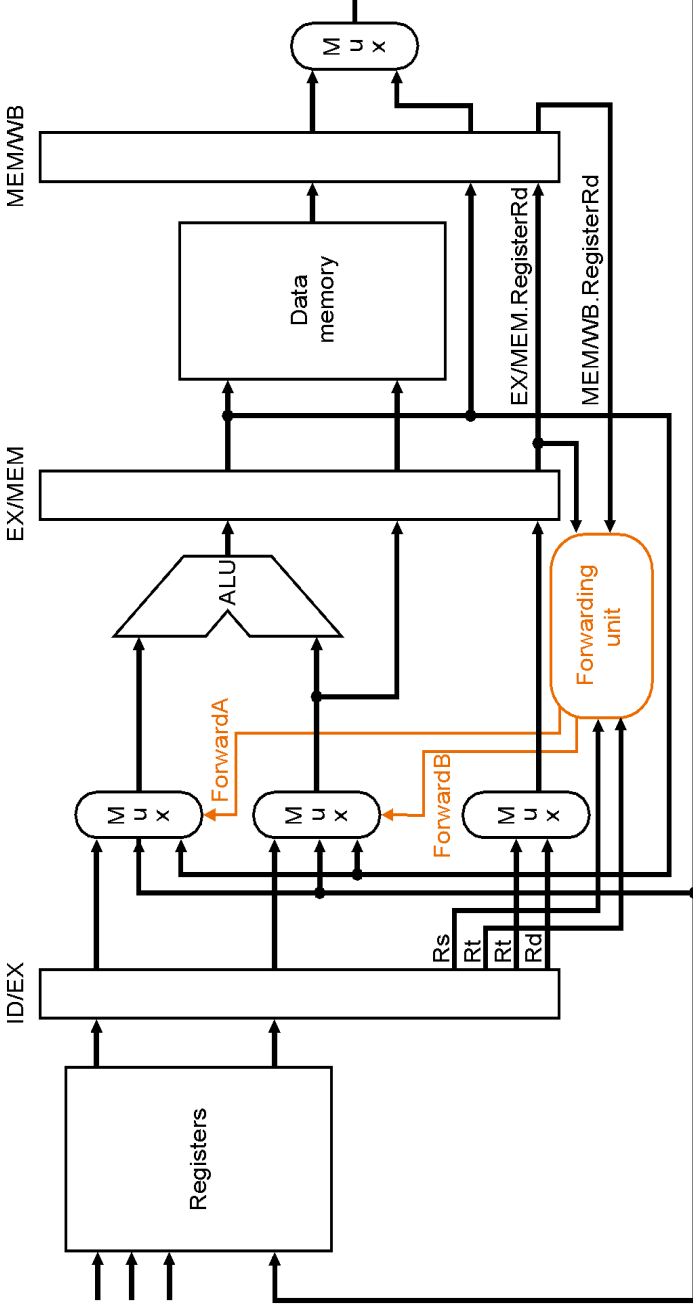 ID/EX
EX/MEM
MEM/WB
Registers
M
u
x
ForwardA
ALU
M
u
x
ForwardB
Data
memory
M
u
x
Rs
Rt
Rt
Rd
M
u
x
EX/MEM.RegisterRd
Forwarding
unit
MEM/WB.RegisterRd